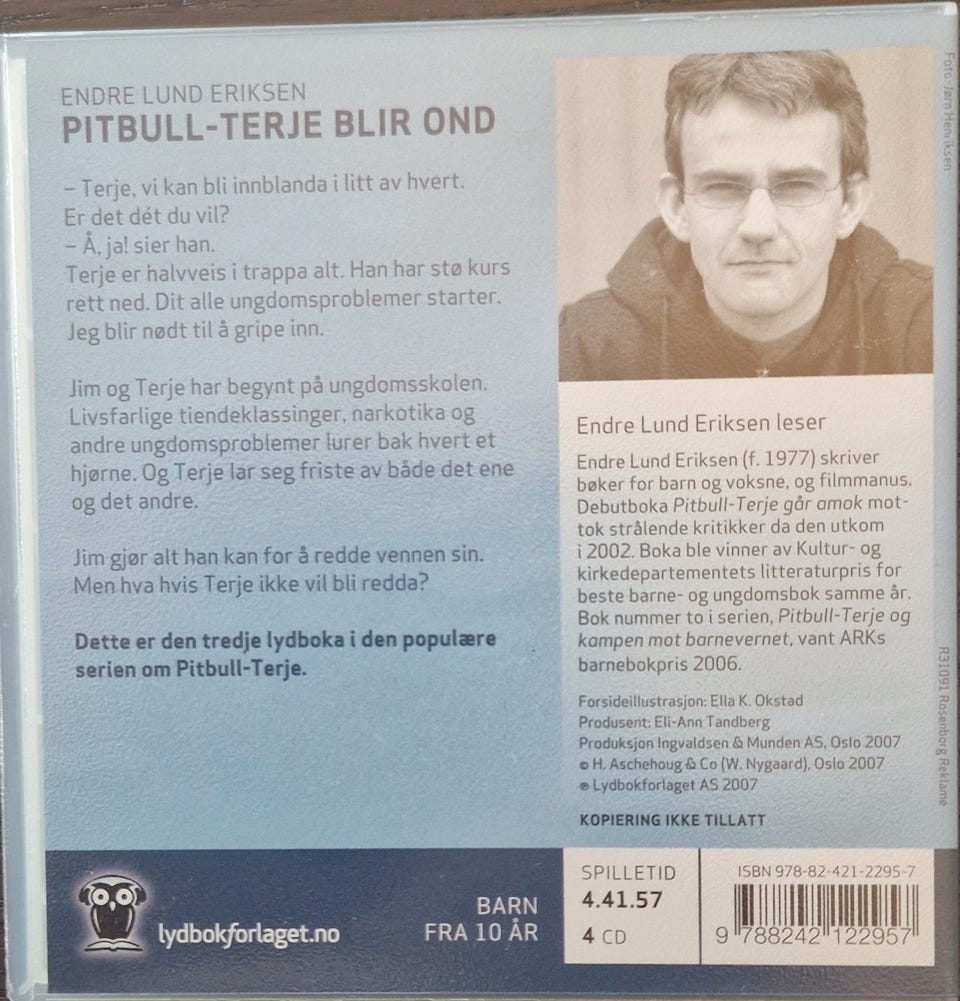 ENDRE LUND ERIKSEN
PITBULL-TERJE BLIR OND
– Terje, vi kan bli innblanda i litt av hvert.
Er det dét du vil?
– Å, ja! sier han.
Terje er halvveis i trappa alt. Han har stø kurs
rett ned. Dit alle ungdomsproblemer starter.
Jeg blir nødt til å gripe inn.
Jim og Terje har begynt på ungdomsskolen.
Livsfarlige tiendeklassinger, narkotika og
andre ungdomsproblemer lurer bak hvert et
hjørne. Og Terje lar seg friste av både det ene
og det andre.
Jim gjør alt han kan for å redde vennen sin.
Men hva hvis Terje ikke vil bli redda?
Dette er den tredje lydboka i den populære
serien om Pitbull-Terje.
Foto: Jørn Henriksen:
Endre Lund Eriksen leser
Endre Lund Eriksen (f. 1977) skriver
bøker for barn og voksne, og filmmanus.
Debutboka Pitbull-Terje går amok mot-
tok strålende kritikker da den utkom
i 2002. Boka ble vinner av Kultur- og
kirkedepartementets litteraturpris for
beste barne- og ungdomsbok samme år.
Bok nummer to i serien, Pitbull-Terje og
kampen mot barnevernet, vant ARKs
barnebokpris 2006.
Forsideillustrasjon: Ella K. Okstad
Produsent: Eli-Ann Tandberg
Produksjon Ingvaldsen & Munden AS, Oslo 2007
© H. Aschehoug & Co (W. Nygaard), Oslo 2007
℗ Lydbokforlaget AS 2007
KOPIERING IKKE TILLATT
R31091 Rosenborg Reklame
lydbokforlaget.no
BARN
FRA 10 ÅR
SPILLETID
4.41.57
4 CD
ISBN 978-82-421-2295-7
9 788242 122957